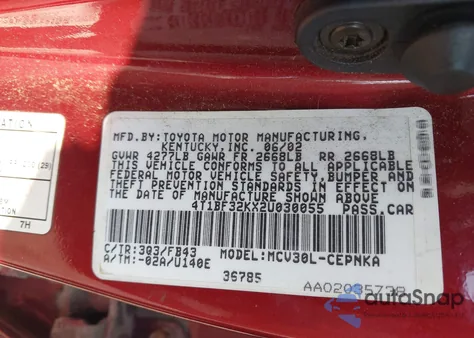 MFD.BY: TOYOTA MOTOR MANUFACTURING,
KENTUCKY,INC. 06/02
GVWR 4277LB GAWR FR 2668LB RR 2668LB
THIS VEHICLE CONFORMS TO ALL APPLICABLE
FEDERAL MOTOR VEHICLE SAFETY,BUMPER AND
THEFT PREVENTION STANDARDS IN EFFECT ON
THE DATE OF MANUFACTURE SHOWN ABOVE
4T1BF32KX2U030055 PASS.CAR
C/TR:3Q3/FB43 MODEL:MCV30L-CEPNKA
A/TM:-02A/U140E
36785
AA0203573B
autoSnap
7H